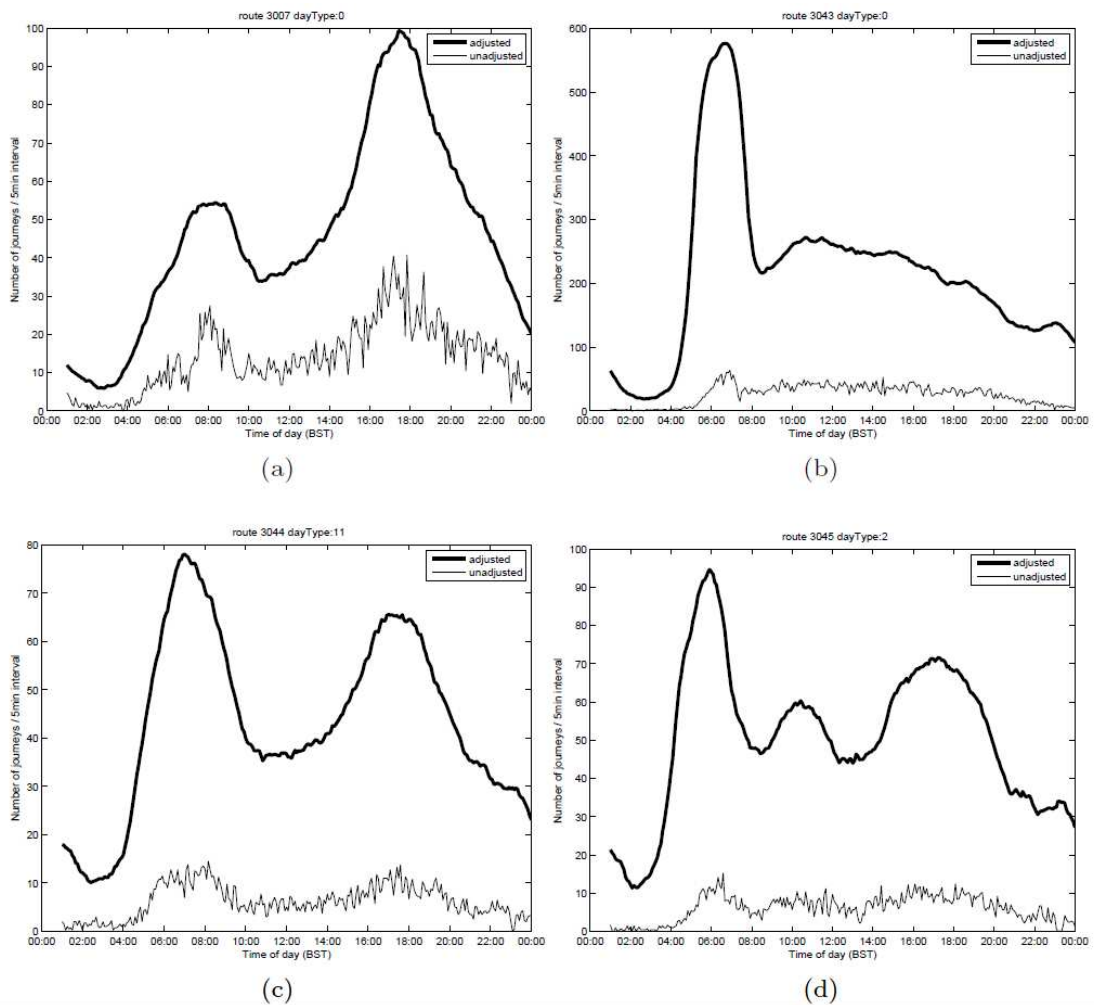 route 3007 dayType:0
adjusted
unadjusted
100
90
80
70
60
50
40
30
20
10
0
Number of journeys / 5min interval
00:00 02:00 04:00 06:00 08:00 10:00 12:00 14:00 16:00 18:00 20:00 22:00 00:00
Time of day (BST)
(a)
route 3043 dayType:0
adjusted
unadjusted
600
500
400
300
200
100
0
Number of journeys / 5min interval
00:00 02:00 04:00 06:00 08:00 10:00 12:00 14:00 16:00 18:00 20:00 22:00 00:00
Time of day (BST)
(b)
route 3044 dayType:11
adjusted
unadjusted
80
70
60
50
40
30
20
10
0
Number of journeys / 5min interval
00:00 02:00 04:00 06:00 08:00 10:00 12:00 14:00 16:00 18:00 20:00 22:00 00:00
Time of day (BST)
(c)
route 3045 dayType:2
adjusted
unadjusted
100
90
80
70
60
50
40
30
20
10
0
Number of journeys / 5min interval
00:00 02:00 04:00 06:00 08:00 10:00 12:00 14:00 16:00 18:00 20:00 22:00 00:00
Time of day (BST)
(d)